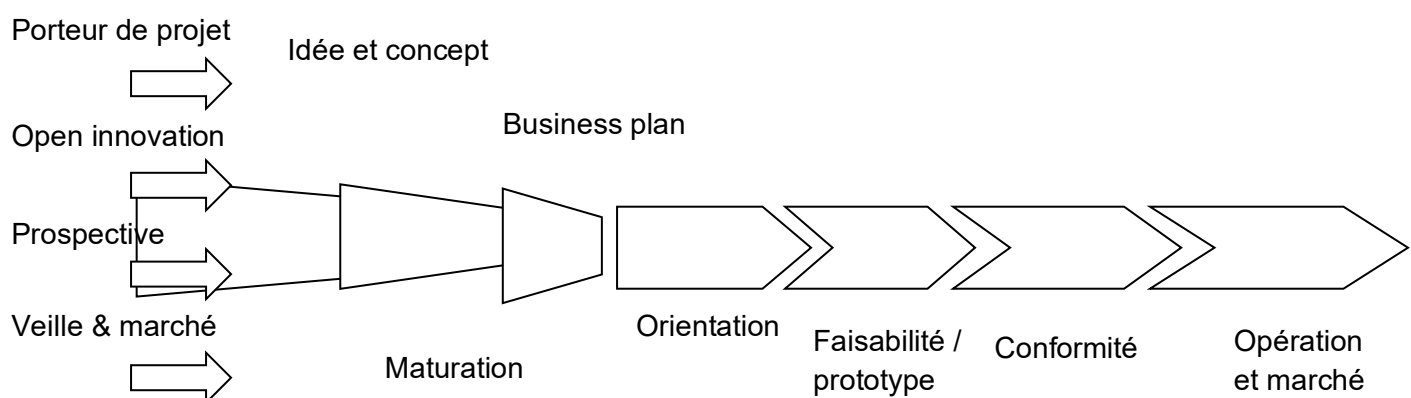 Porteur de projet
Idée et concept
Open innovation
Business plan
Prospective
Veille & marché
Maturation
Orientation
Faisabilité /
prototype
Conformité
Opération
et marché